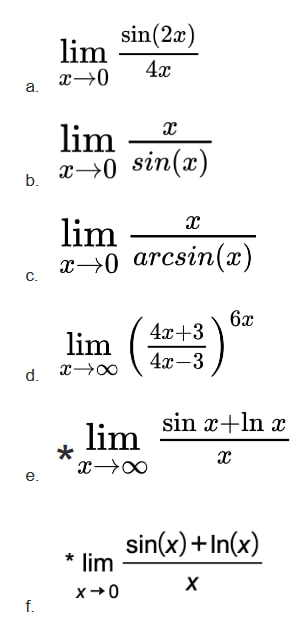 a. lim x→0 sin(2x) / 4x
b. lim x→0 x / sin(x)
c. lim x→0 x / arcsin(x)
d. lim x→∞ (4x+3 / 4x−3)^6x
e. * lim x→∞ sin x+ln x / x
f. * lim x→0 sin(x)+ln(x) / x